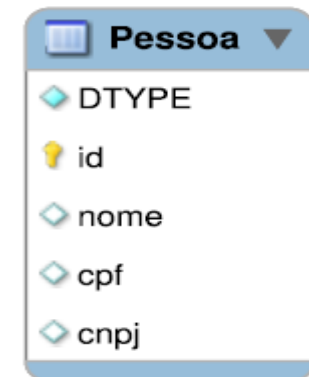 Pessoa
DTYPE
id
nome
cpf
cnpj